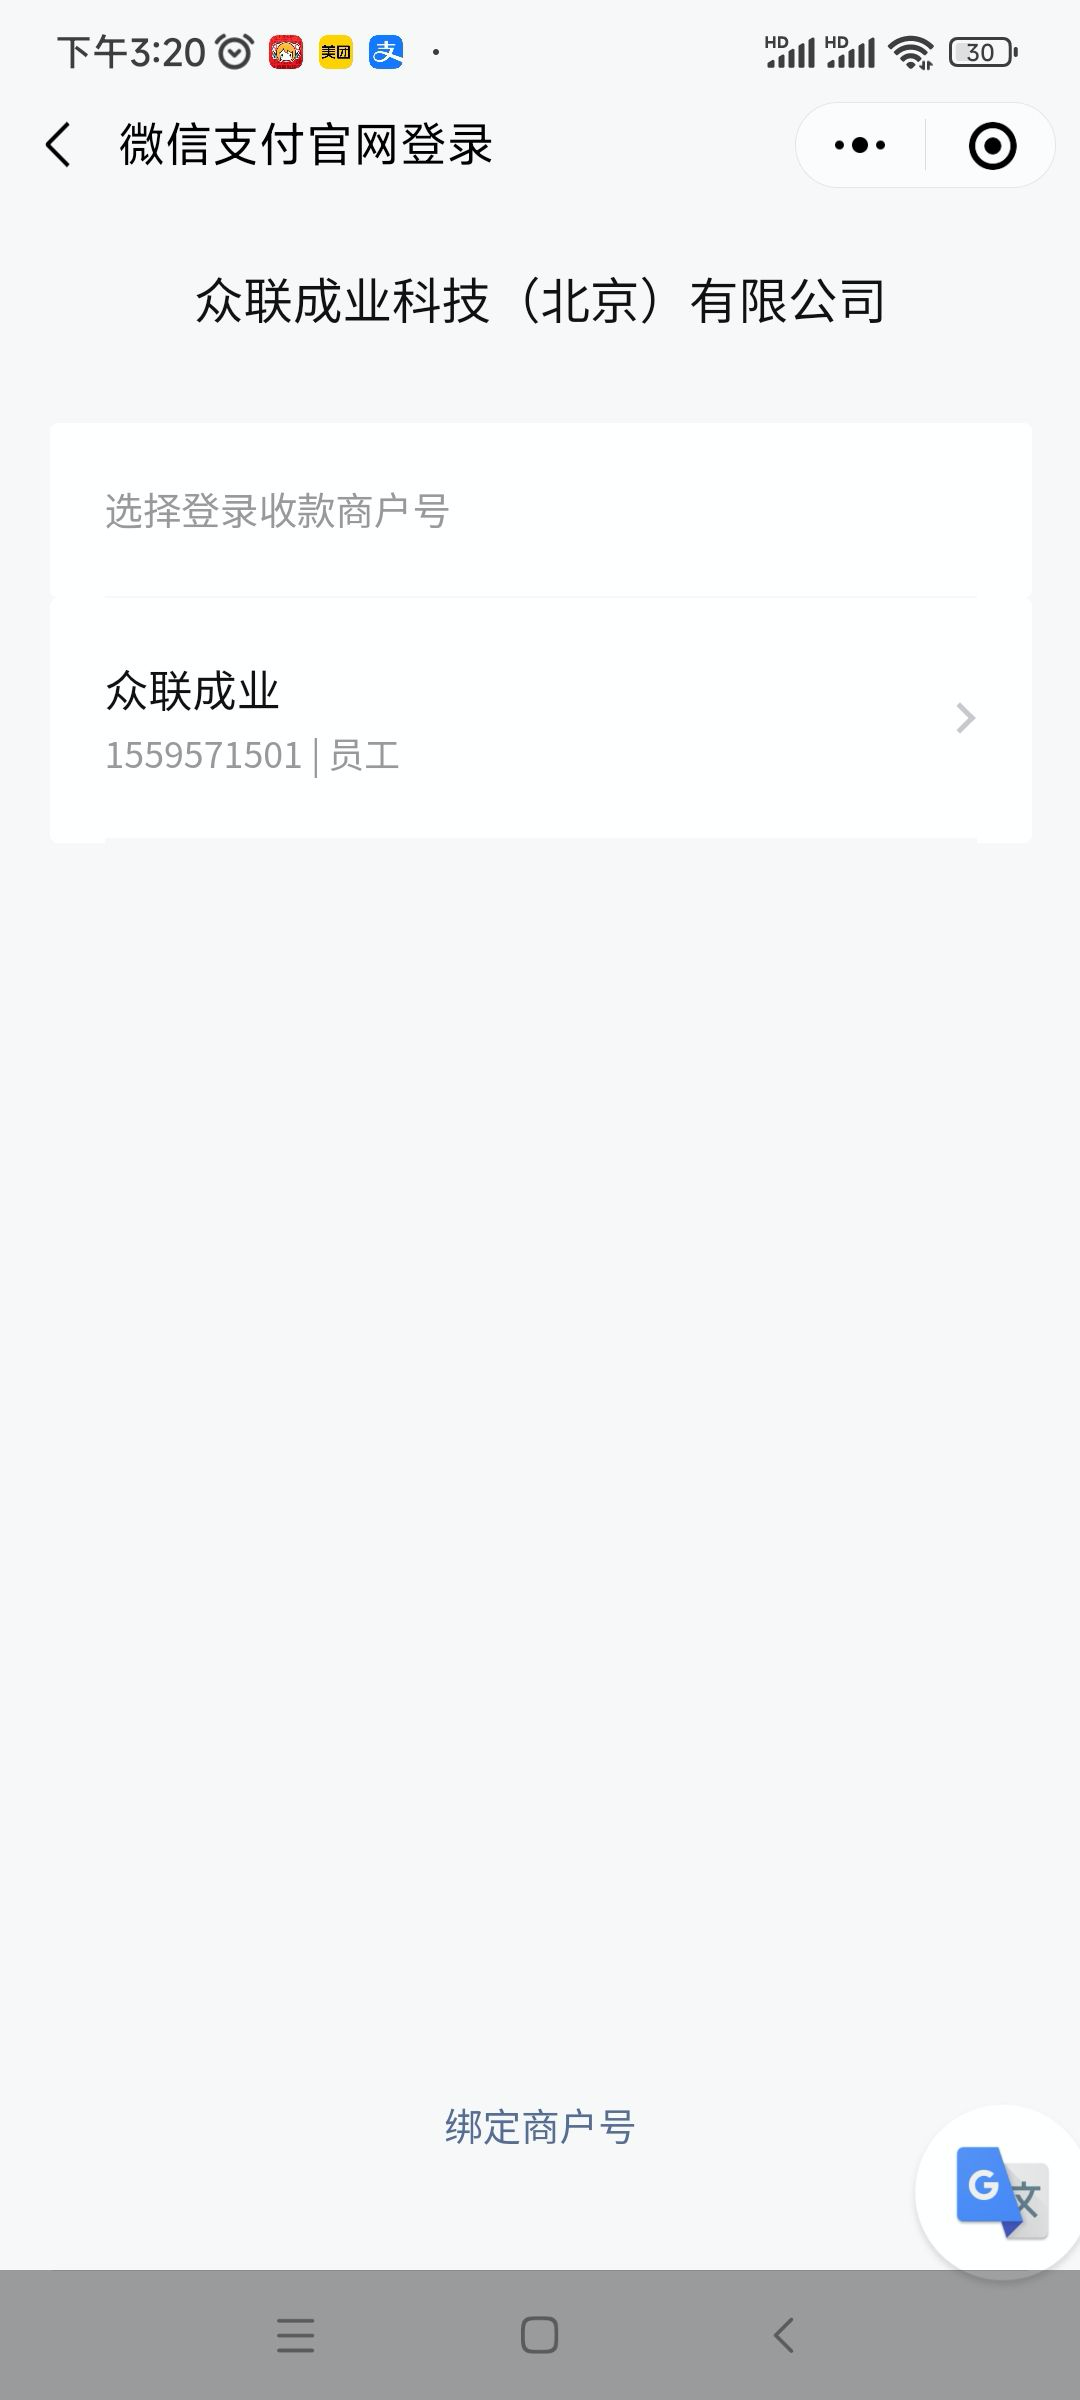 下午3:20 美团 支 HD HD 30
微信支付官网登录
众联成业科技（北京）有限公司
选择登录收款商户号
众联成业
1559571501 | 员工
绑定商户号
G 文